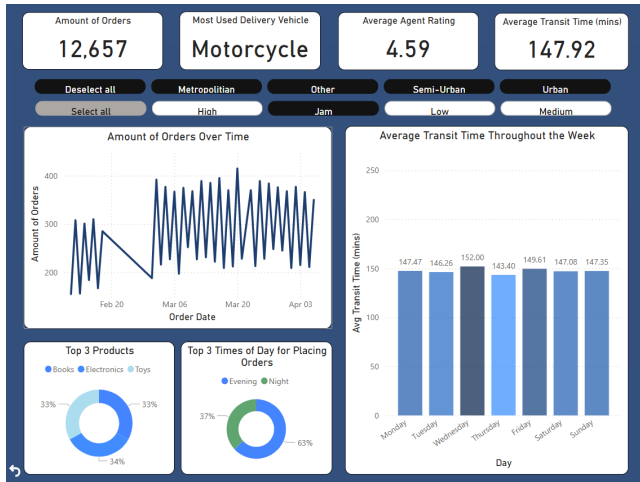 Amount of Orders
12,657
Most Used Delivery Vehicle
Motorcycle
Average Agent Rating
4.59
Average Transit Time (mins)
147.92
Deselect all
Metropolitian
Other
Semi-Urban
Urban
Select all
High
Jam
Low
Medium
Amount of Orders Over Time
Amount of Orders
400
300
200
Feb 20
Mar 06
Mar 20
Apr 03
Order Date
Top 3 Products
Books
Electronics
Toys
33%
33%
34%
Top 3 Times of Day for Placing
Orders
Evening
Night
37%
63%
Average Transit Time Throughout the Week
Avg Transit Time (mins)
250
200
150
100
50
0
147.47
146.26
152.00
143.40
149.61
147.08
147.35
Monday
Tuesday
Wednesday
Thursday
Friday
Saturday
Sunday
Day